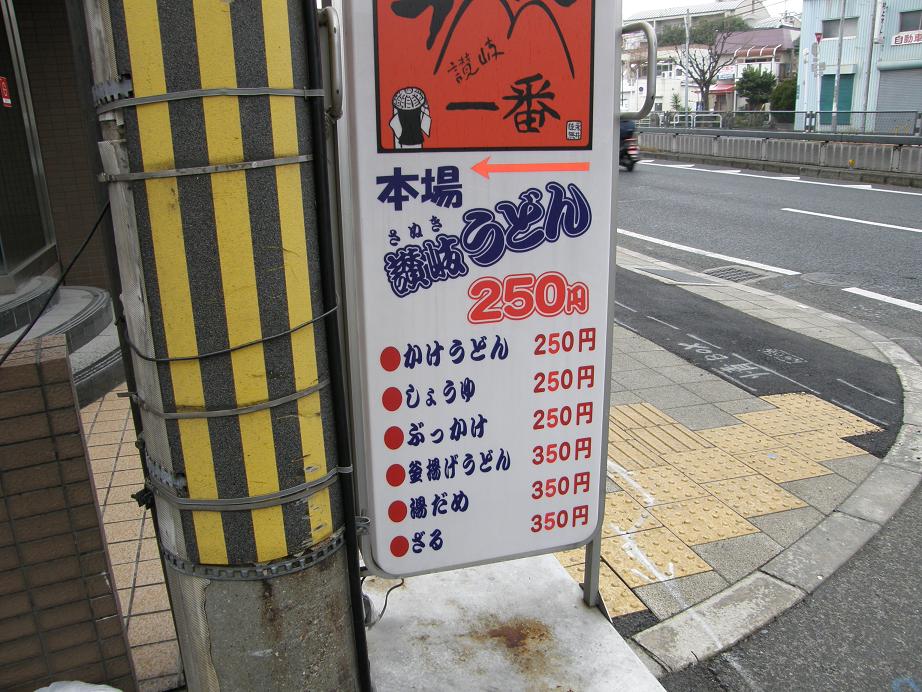 讃岐
一番
本場
さぬき
讃岐うどん
250円
かけうどん 250円
しょうゆ 250円
ぶっかけ 250円
釜揚げうどん 350円
湯だめ 350円
ざる 350円
自動車